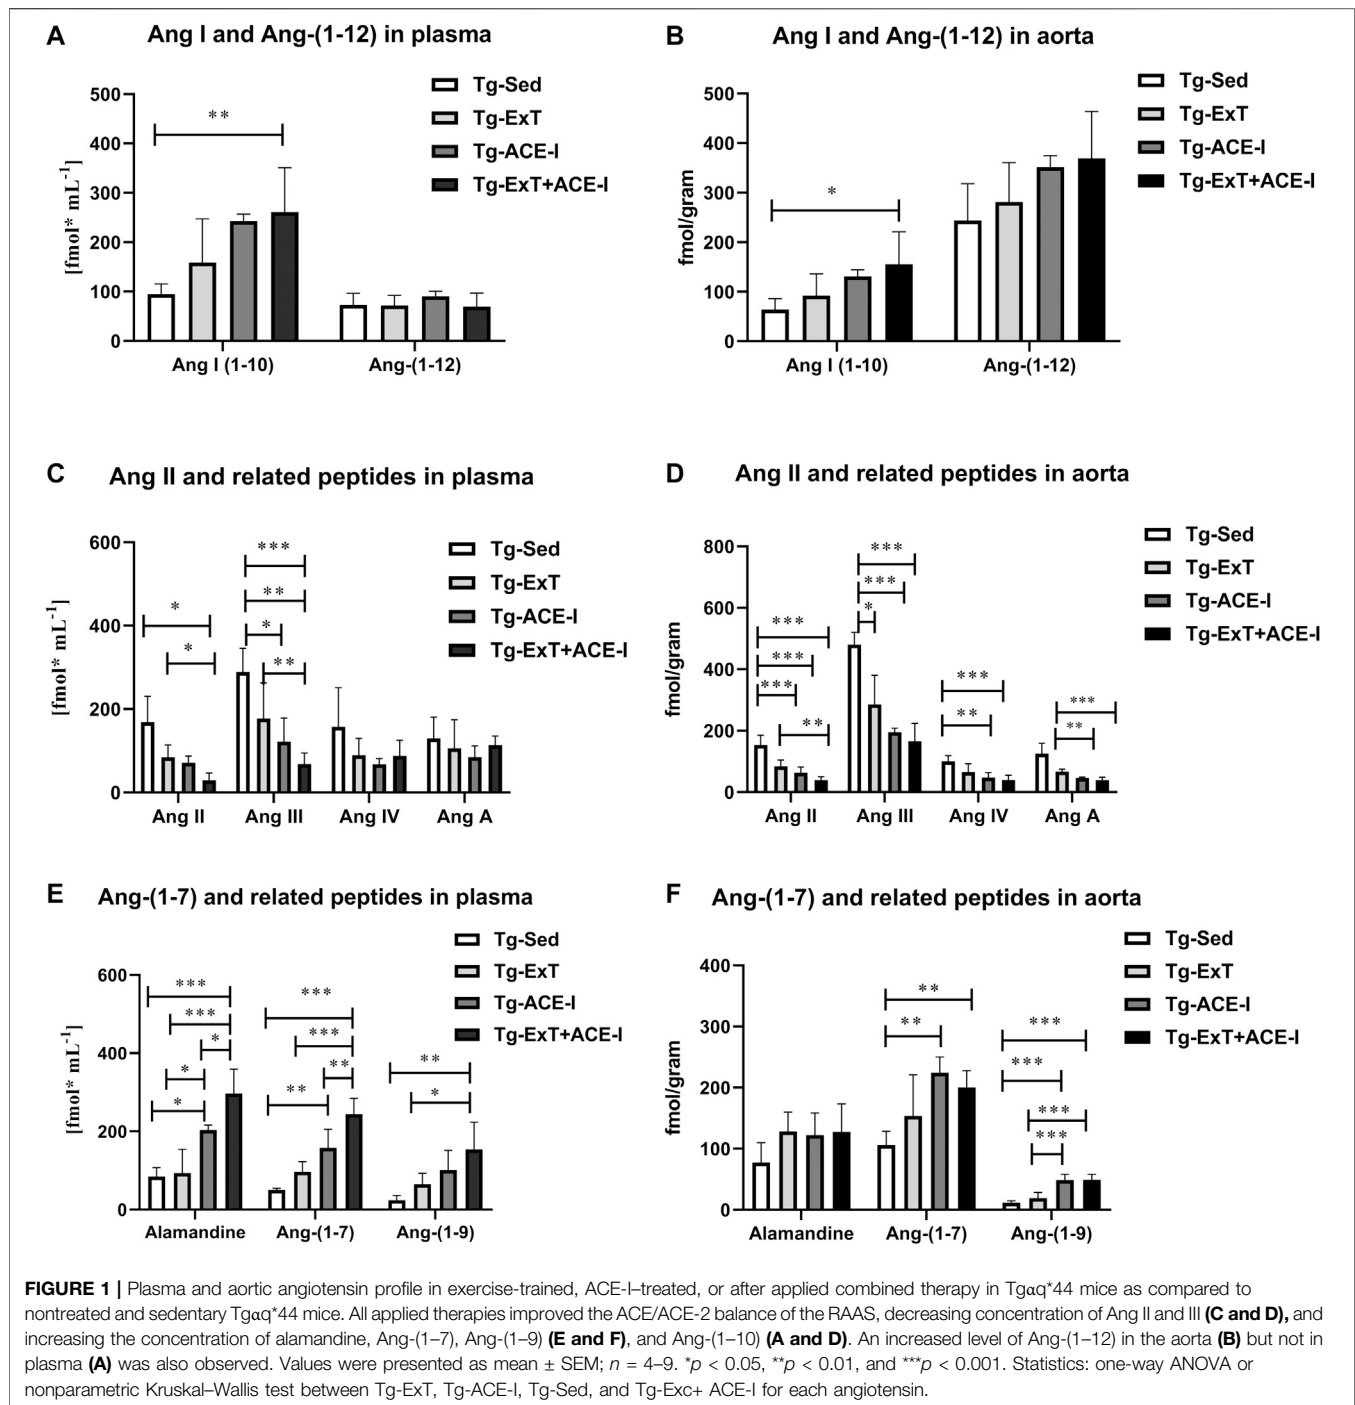 A
Ang I and Ang-(1-12) in plasma
Tg-Sed
Tg-ExT
Tg-ACE-I
Tg-ExT+ACE-I
[fmol* mL⁻¹]
500
400
300
200
100
0
**
Ang I (1-10)
Ang-(1-12)
B
Ang I and Ang-(1-12) in aorta
Tg-Sed
Tg-ExT
Tg-ACE-I
Tg-ExT+ACE-I
fmol/gram
500
400
300
200
100
0
*
Ang I (1-10)
Ang-(1-12)
C
Ang II and related peptides in plasma
Tg-Sed
Tg-ExT
Tg-ACE-I
Tg-ExT+ACE-I
[fmol* mL⁻¹]
600
400
200
0
*
*
***
**
*
**
Ang II
Ang III
Ang IV
Ang A
D
Ang II and related peptides in aorta
Tg-Sed
Tg-ExT
Tg-ACE-I
Tg-ExT+ACE-I
fmol/gram
800
600
400
200
0
***
***
***
**
***
***
*
***
**
***
**
Ang II
Ang III
Ang IV
Ang A
E
Ang-(1-7) and related peptides in plasma
Tg-Sed
Tg-ExT
Tg-ACE-I
Tg-ExT+ACE-I
[fmol* mL⁻¹]
600
400
200
0
***
***
*
*
*
***
***
**
**
**
*
Alamandine
Ang-(1-7)
Ang-(1-9)
F
Ang-(1-7) and related peptides in aorta
Tg-Sed
Tg-ExT
Tg-ACE-I
Tg-ExT+ACE-I
fmol/gram
400
300
200
100
0
**
**
***
***
***
***
Alamandine
Ang-(1-7)
Ang-(1-9)
FIGURE 1 | Plasma and aortic angiotensin profile in exercise-trained, ACE-I–treated, or after applied combined therapy in Tgαq*44 mice as compared to
nontreated and sedentary Tgαq*44 mice. All applied therapies improved the ACE/ACE-2 balance of the RAAS, decreasing concentration of Ang II and III (C and D), and
increasing the concentration of alamandine, Ang-(1–7), Ang-(1–9) (E and F), and Ang-(1–10) (A and D). An increased level of Ang-(1–12) in the aorta (B) but not in
plasma (A) was also observed. Values were presented as mean ± SEM; n = 4–9. *p < 0.05, **p < 0.01, and ***p < 0.001. Statistics: one-way ANOVA or
nonparametric Kruskal–Wallis test between Tg-ExT, Tg-ACE-I, Tg-Sed, and Tg-Exc+ ACE-I for each angiotensin.